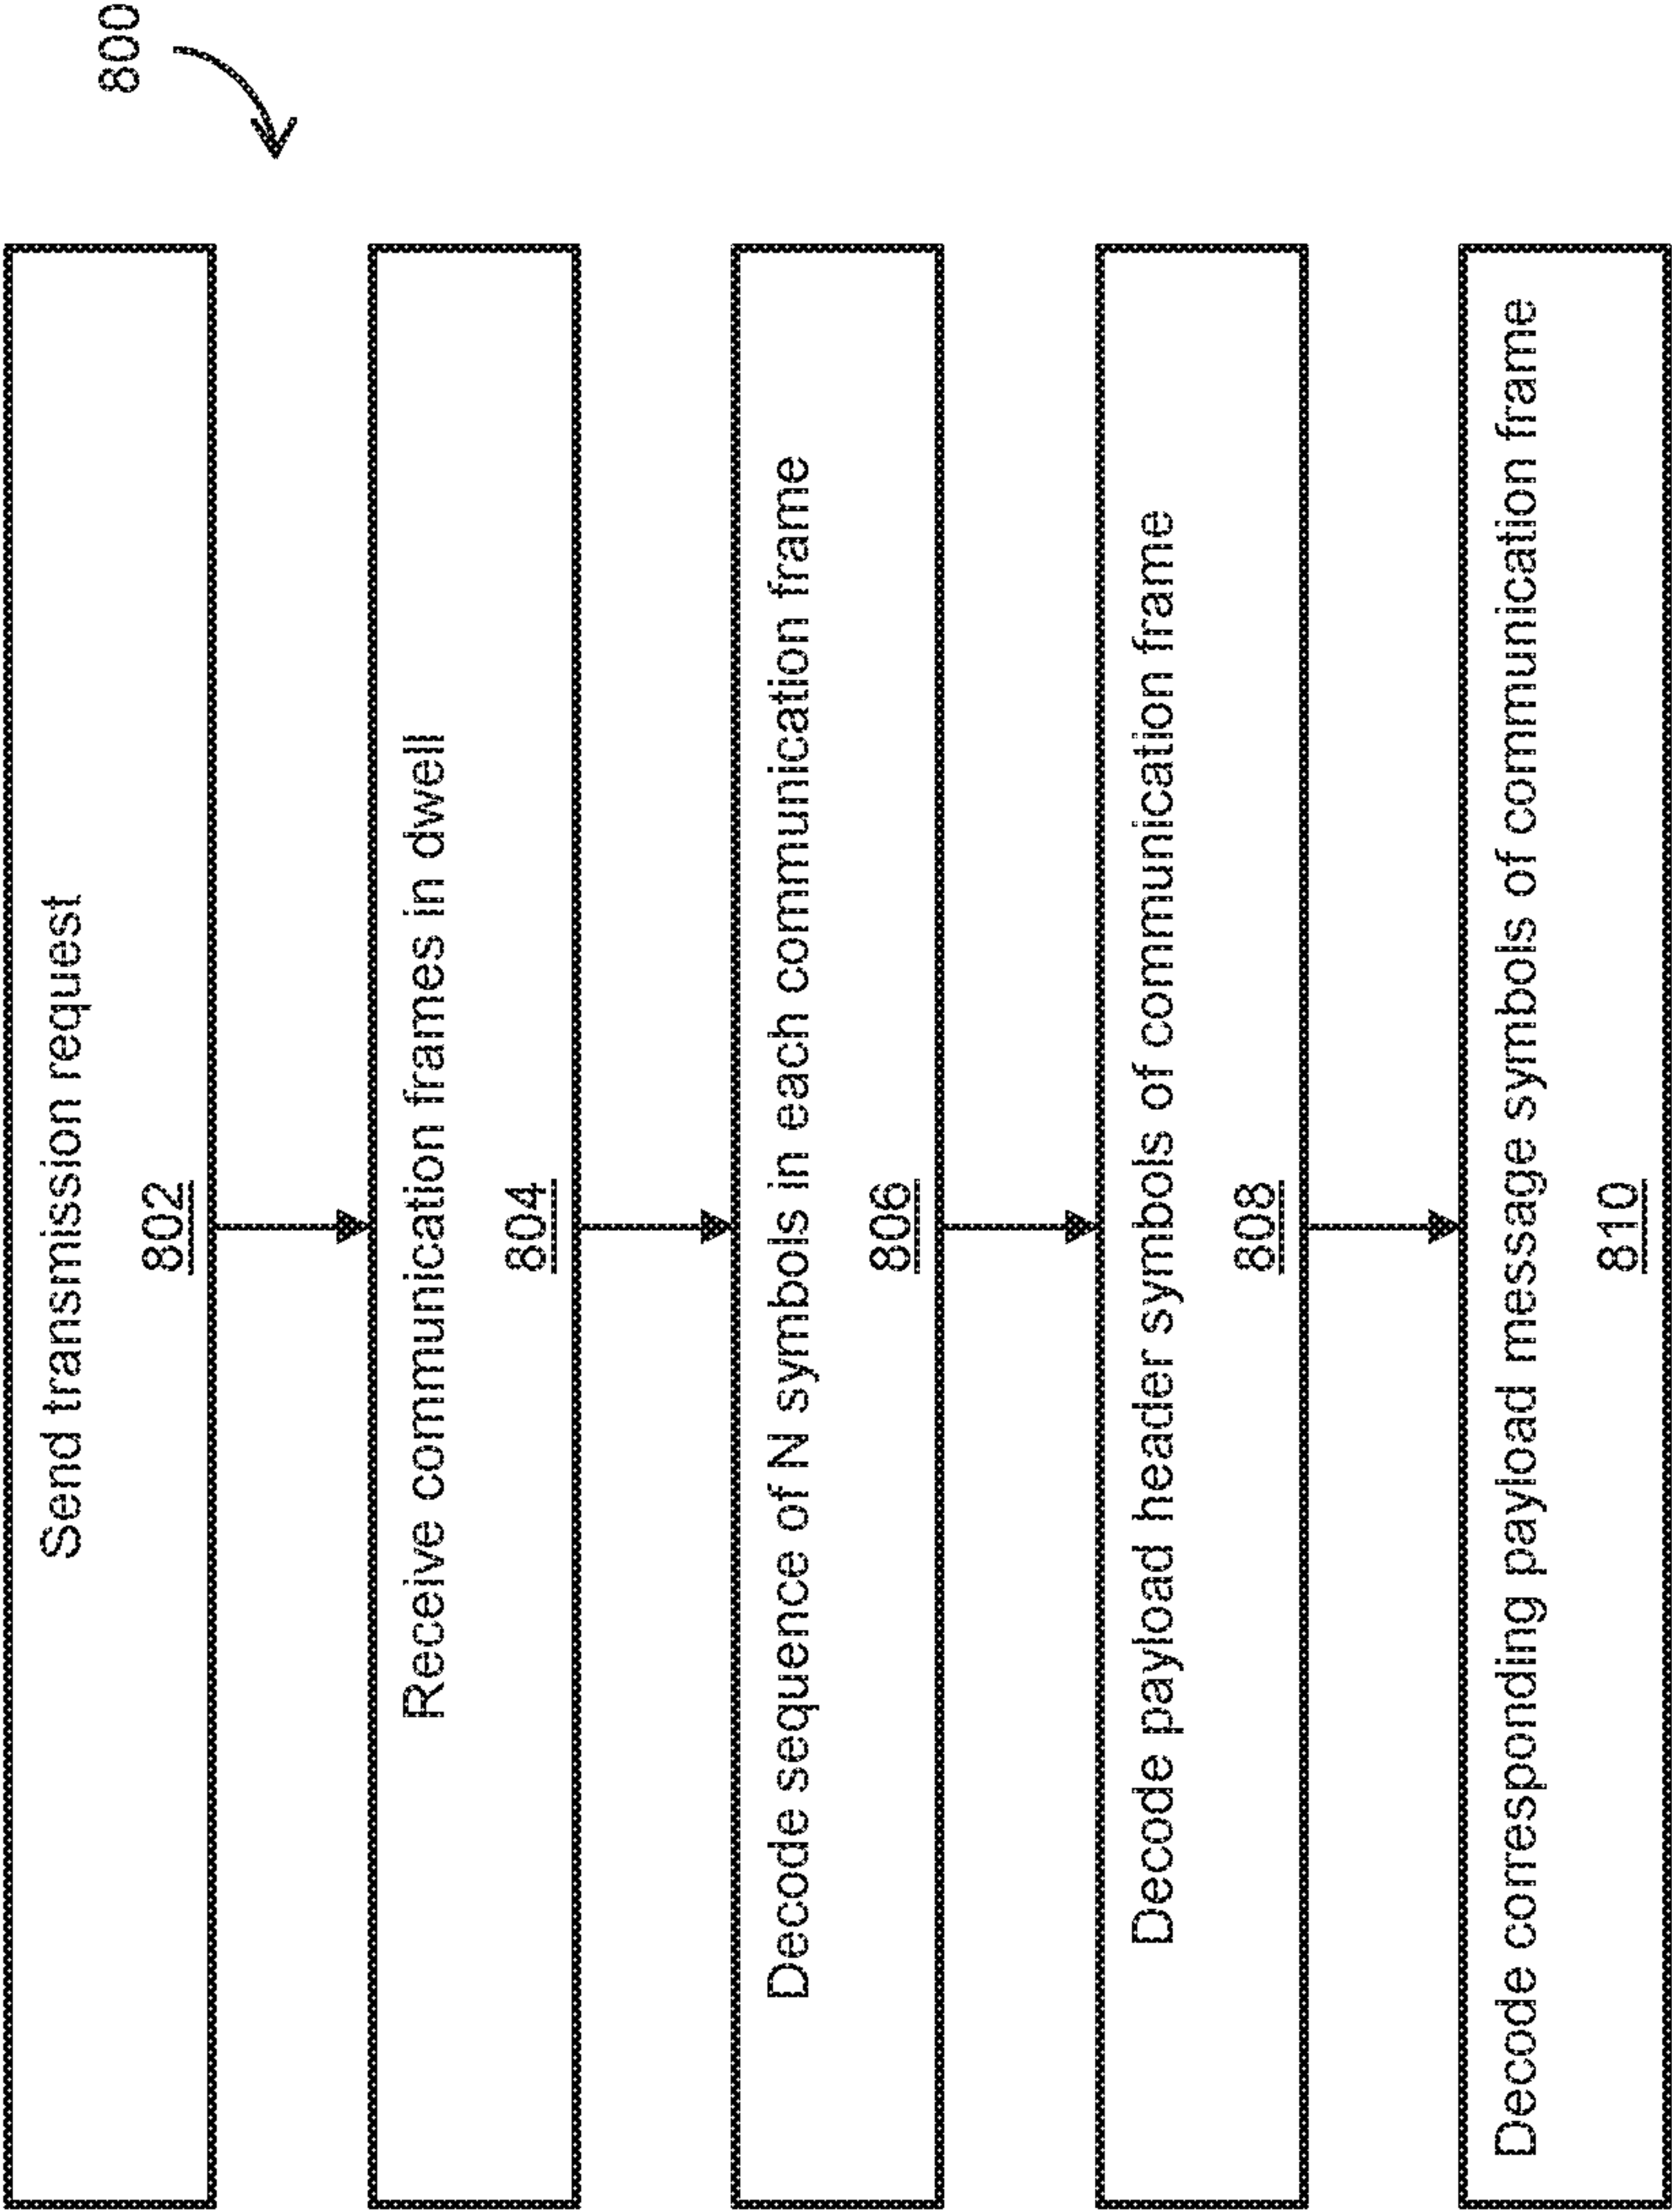 800
Send transmission request
802
Receive communication frames in dwell
804
Decode sequence of N symbols in each communication frame
806
Decode payload header symbols of communication frame
808
Decode corresponding payload message symbols of communication frame
810